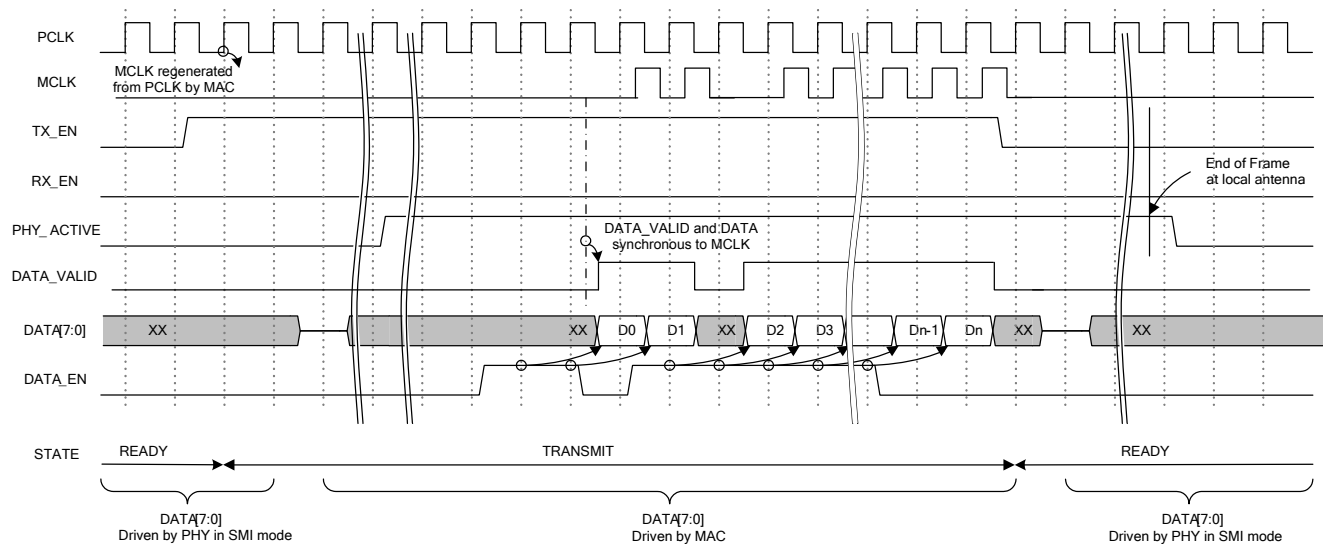 PCLK
MCLK regenerated
from PCLK by MAC
MCLK
TX_EN
RX_EN
End of Frame
at local antenna
PHY_ACTIVE
DATA_VALID and DATA
synchronous to MCLK
DATA_VALID
DATA[7:0]
XX
XX
D0
D1
XX
D2
D3
Dn-1
Dn
XX
XX
DATA_EN
STATE
READY
TRANSMIT
READY
DATA[7:0]
Driven by PHY in SMI mode
DATA[7:0]
Driven by MAC
DATA[7:0]
Driven by PHY in SMI mode